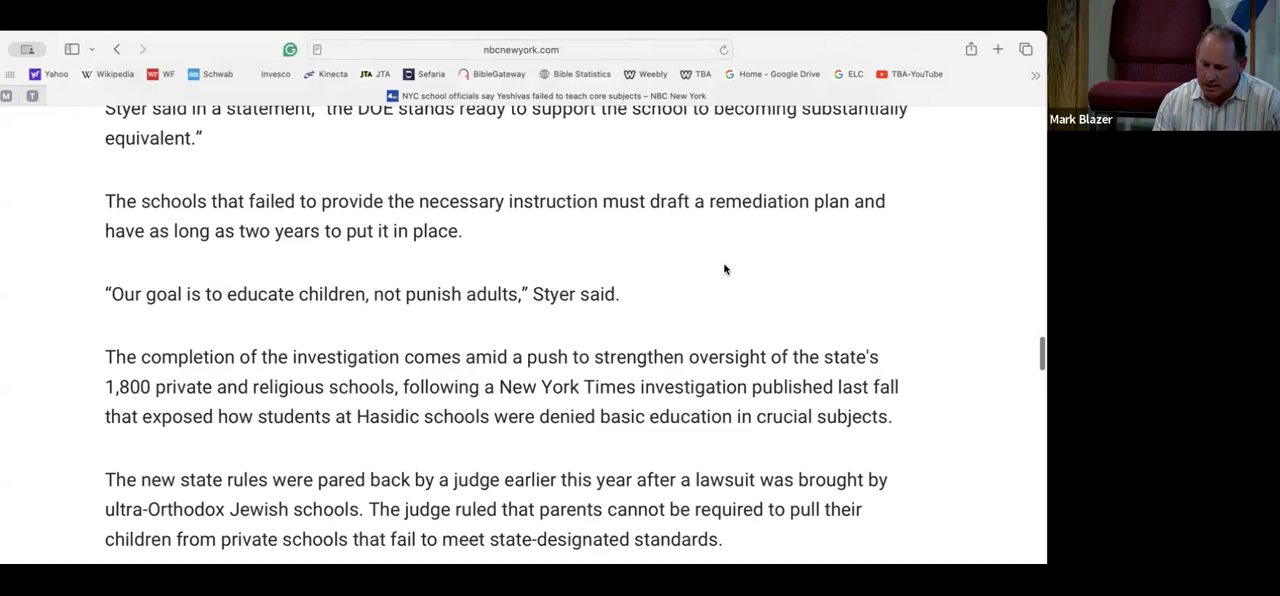 nbcnewyork.com
Yahoo
W Wikipedia
WF WF
Schwab
Invesco
Kinecta
JTA JTA
Sefaria
BibleGateway
Bible Statistics
Weebly
TBA
Home - Google Drive
ELC
TBA-YouTube
M
T
NYC school officials say Yeshivas failed to teach core subjects – NBC New York
Mark Blazer
Styer said in a statement, "the DOE stands ready to support the school to becoming substantially
equivalent.”
The schools that failed to provide the necessary instruction must draft a remediation plan and
have as long as two years to put it in place.
“Our goal is to educate children, not punish adults,” Styer said.
The completion of the investigation comes amid a push to strengthen oversight of the state's
1,800 private and religious schools, following a New York Times investigation published last fall
that exposed how students at Hasidic schools were denied basic education in crucial subjects.
The new state rules were pared back by a judge earlier this year after a lawsuit was brought by
ultra-Orthodox Jewish schools. The judge ruled that parents cannot be required to pull their
children from private schools that fail to meet state-designated standards.